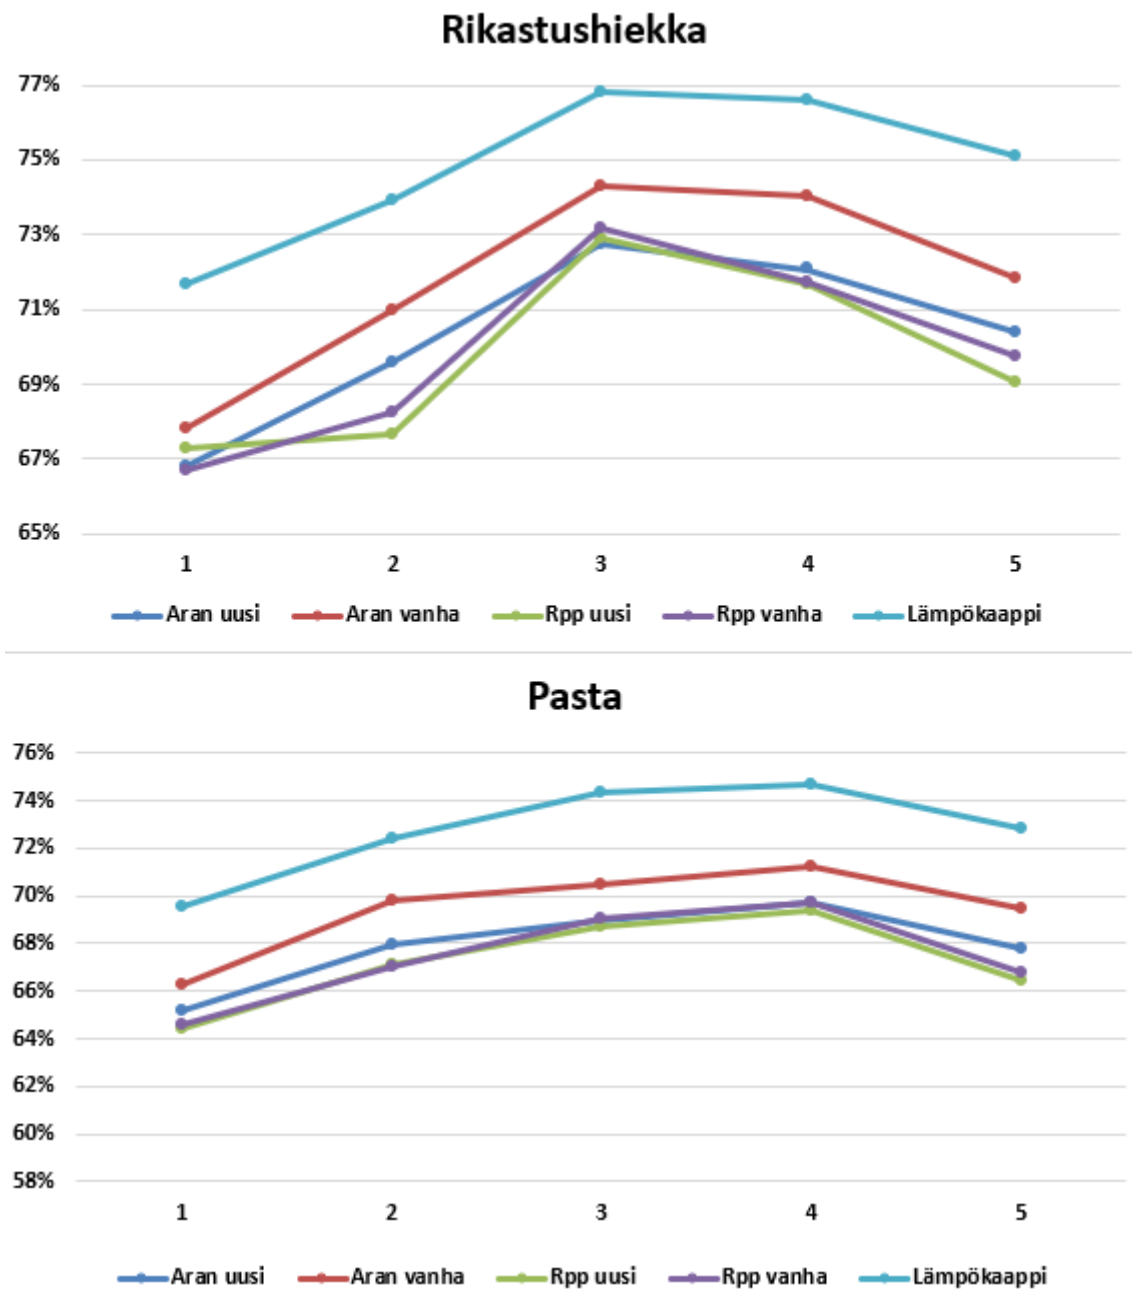 Rikastushiekka
77%
75%
73%
71%
69%
67%
65%
1 2 3 4 5
Aran uusi Aran vanha Rpp uusi Rpp vanha Lämpökaappi
Pasta
76%
74%
72%
70%
68%
66%
64%
62%
60%
58%
1 2 3 4 5
Aran uusi Aran vanha Rpp uusi Rpp vanha Lämpökaappi